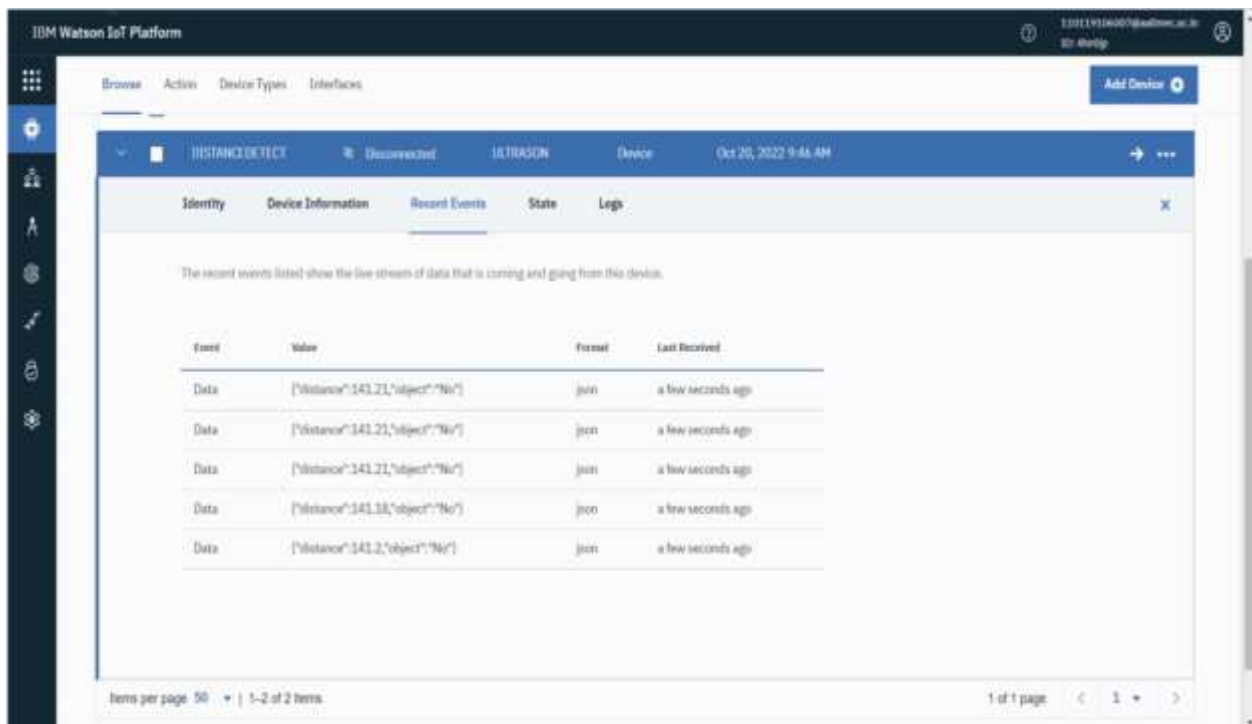 IBM Watson IoT Platform
Browse Action Device Types Interfaces
Add Device
DISTANCEDETECT Disconnected ULTRASON Device Oct 20, 2022 9:46 AM
Identity Device Information Recent Events State Logs
The recent events listed show the live stream of data that is coming and going from this device.
Event Value Format Last Received
Data {"distance":141.21,"object":"No"} json a few seconds ago
Data {"distance":141.21,"object":"No"} json a few seconds ago
Data {"distance":141.21,"object":"No"} json a few seconds ago
Data {"distance":141.18,"object":"No"} json a few seconds ago
Data {"distance":141.2,"object":"No"} json a few seconds ago
Items per page 50 | 1–2 of 2 items 1 of 1 page 1